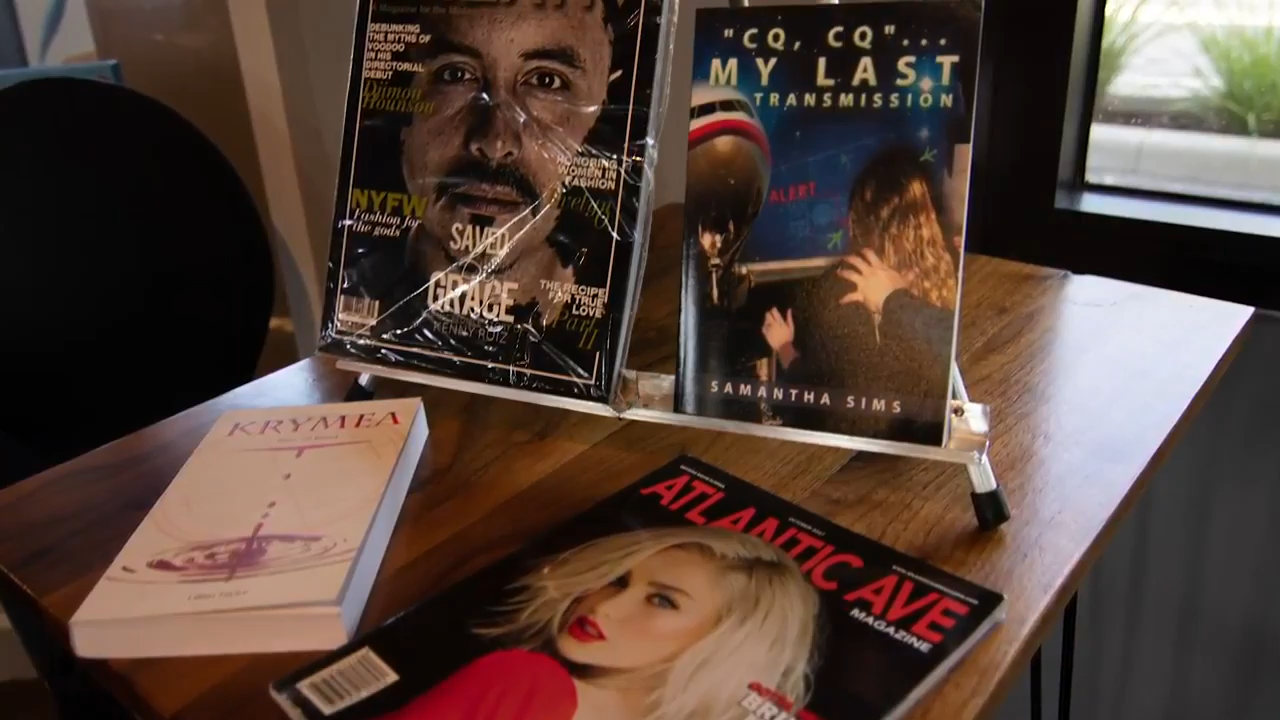 DEBUNKING
THE MYTHS OF
VOODOO
IN HIS
DIRECTORIAL
DEBUT
Djimon
Hounsou
HONORING
WOMEN IN
FASHION
NYFW
Fashion for
the gods
SAVED
GRACE
KENNY RUIZ
THE RECIPE
FOR TRUE
LOVE
Part
II
"CQ, CQ"...
MY LAST
TRANSMISSION
ALERT
SAMANTHA SIMS
KRYMEA
ATLANTIC AVE
MAGAZINE